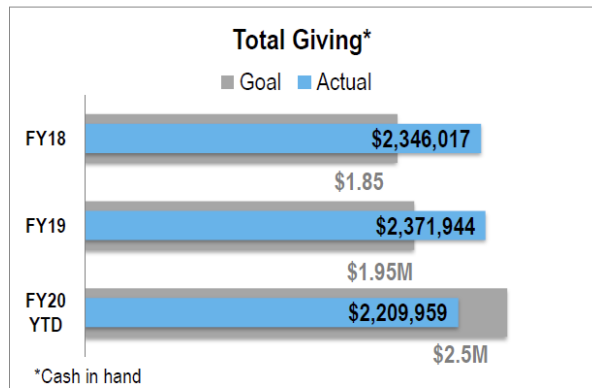 Total Giving*
Goal Actual
FY18
$2,346,017
$1.85
FY19
$2,371,944
$1.95M
FY20
YTD
$2,209,959
$2.5M
*Cash in hand